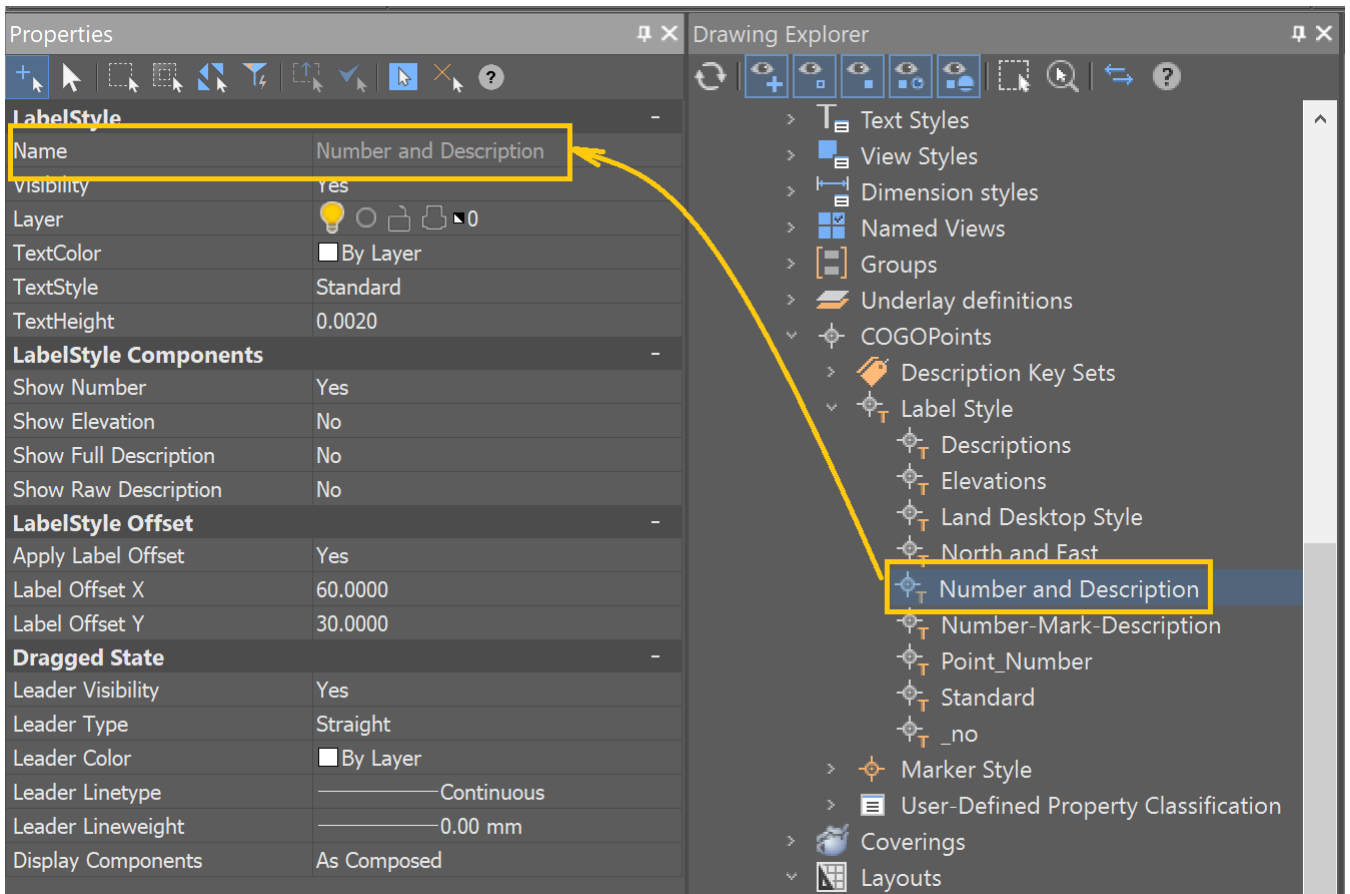 Properties
LabelStyle
Name Number and Description
Visibility Yes
Layer 0
TextColor By Layer
TextStyle Standard
TextHeight 0.0020
LabelStyle Components
Show Number Yes
Show Elevation No
Show Full Description No
Show Raw Description No
LabelStyle Offset
Apply Label Offset Yes
Label Offset X 60.0000
Label Offset Y 30.0000
Dragged State
Leader Visibility Yes
Leader Type Straight
Leader Color By Layer
Leader Linetype Continuous
Leader Lineweight 0.00 mm
Display Components As Composed
Drawing Explorer
Text Styles
View Styles
Dimension styles
Named Views
Groups
Underlay definitions
COGOPoints
Description Key Sets
Label Style
Descriptions
Elevations
Land Desktop Style
North and East
Number and Description
Number-Mark-Description
Point_Number
Standard
_no
Marker Style
User-Defined Property Classification
Coverings
Layouts